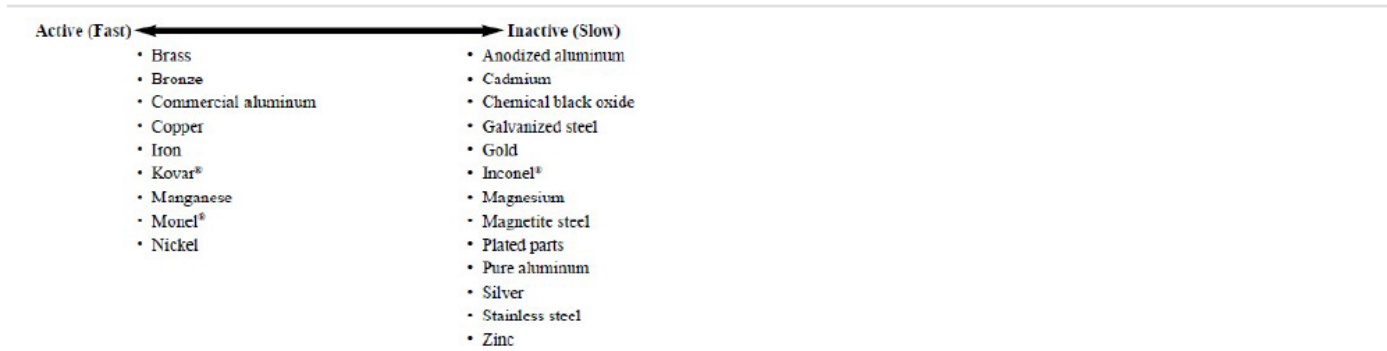 Active (Fast) Inactive (Slow)
• Brass • Anodized aluminum
• Bronze • Cadmium
• Commercial aluminum • Chemical black oxide
• Copper • Galvanized steel
• Iron • Gold
• Kovar® • Inconel®
• Manganese • Magnesium
• Monel® • Magnetite steel
• Nickel • Plated parts
• Pure aluminum
• Silver
• Stainless steel
• Zinc